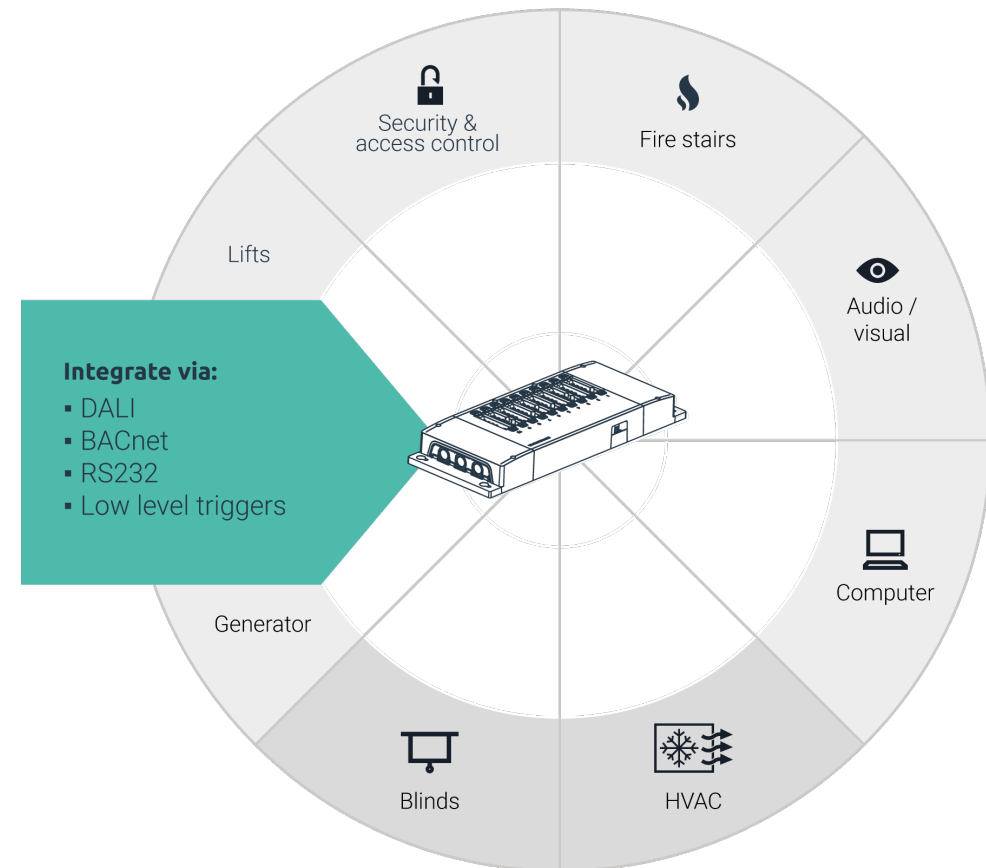 Security &
access control
Fire stairs
Lifts
Audio /
visual
Integrate via:
▪ DALI
▪ BACnet
▪ RS232
▪ Low level triggers
Computer
Generator
Blinds
HVAC